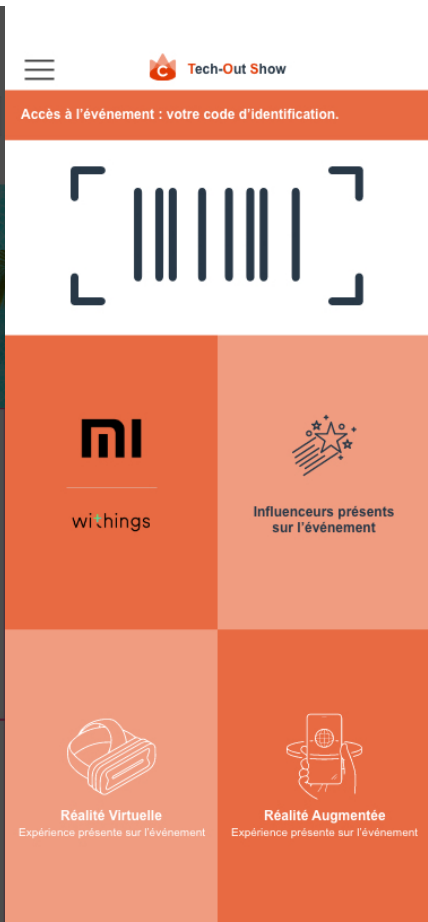 C Tech-Out Show
Accès à l'événement : votre code d'identification.
MI
withings
Influenceurs présents
sur l'événement
Réalité Virtuelle
Expérience présente sur l'événement
Réalité Augmentée
Expérience présente sur l'événement